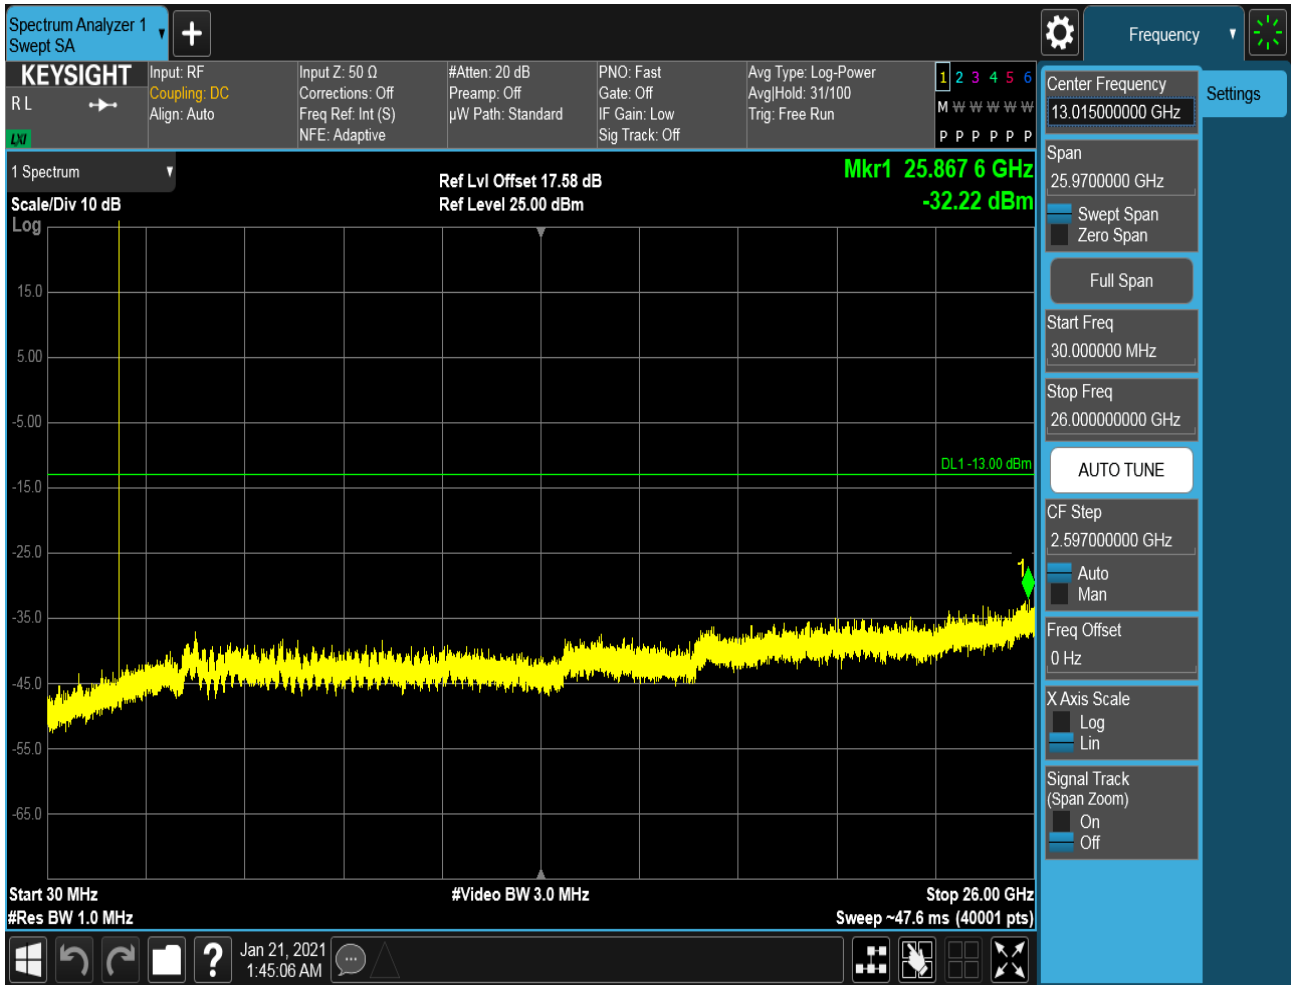 Spectrum Analyzer 1
Swept SA
Frequency
KEYSIGHT
R L
LXI
Input: RF
Coupling: DC
Align: Auto
Input Z: 50 Ω
Corrections: Off
Freq Ref: Int (S)
NFE: Adaptive
#Atten: 20 dB
Preamp: Off
µW Path: Standard
PNO: Fast
Gate: Off
IF Gain: Low
Sig Track: Off
Avg Type: Log-Power
Avg|Hold: 31/100
Trig: Free Run
1 2 3 4 5 6
M W W W W W
P P P P P P
1 Spectrum
Scale/Div 10 dB
Log
Ref Lvl Offset 17.58 dB
Ref Level 25.00 dBm
Mkr1 25.867 6 GHz
-32.22 dBm
15.0
5.00
-5.00
-15.0
-25.0
-35.0
-45.0
-55.0
-65.0
DL1 -13.00 dBm
1
Start 30 MHz
#Res BW 1.0 MHz
#Video BW 3.0 MHz
Stop 26.00 GHz
Sweep ~47.6 ms (40001 pts)
Jan 21, 2021
1:45:06 AM
Center Frequency
13.015000000 GHz
Settings
Span
25.9700000 GHz
Swept Span
Zero Span
Full Span
Start Freq
30.000000 MHz
Stop Freq
26.000000000 GHz
AUTO TUNE
CF Step
2.597000000 GHz
Auto
Man
Freq Offset
0 Hz
X Axis Scale
Log
Lin
Signal Track
(Span Zoom)
On
Off